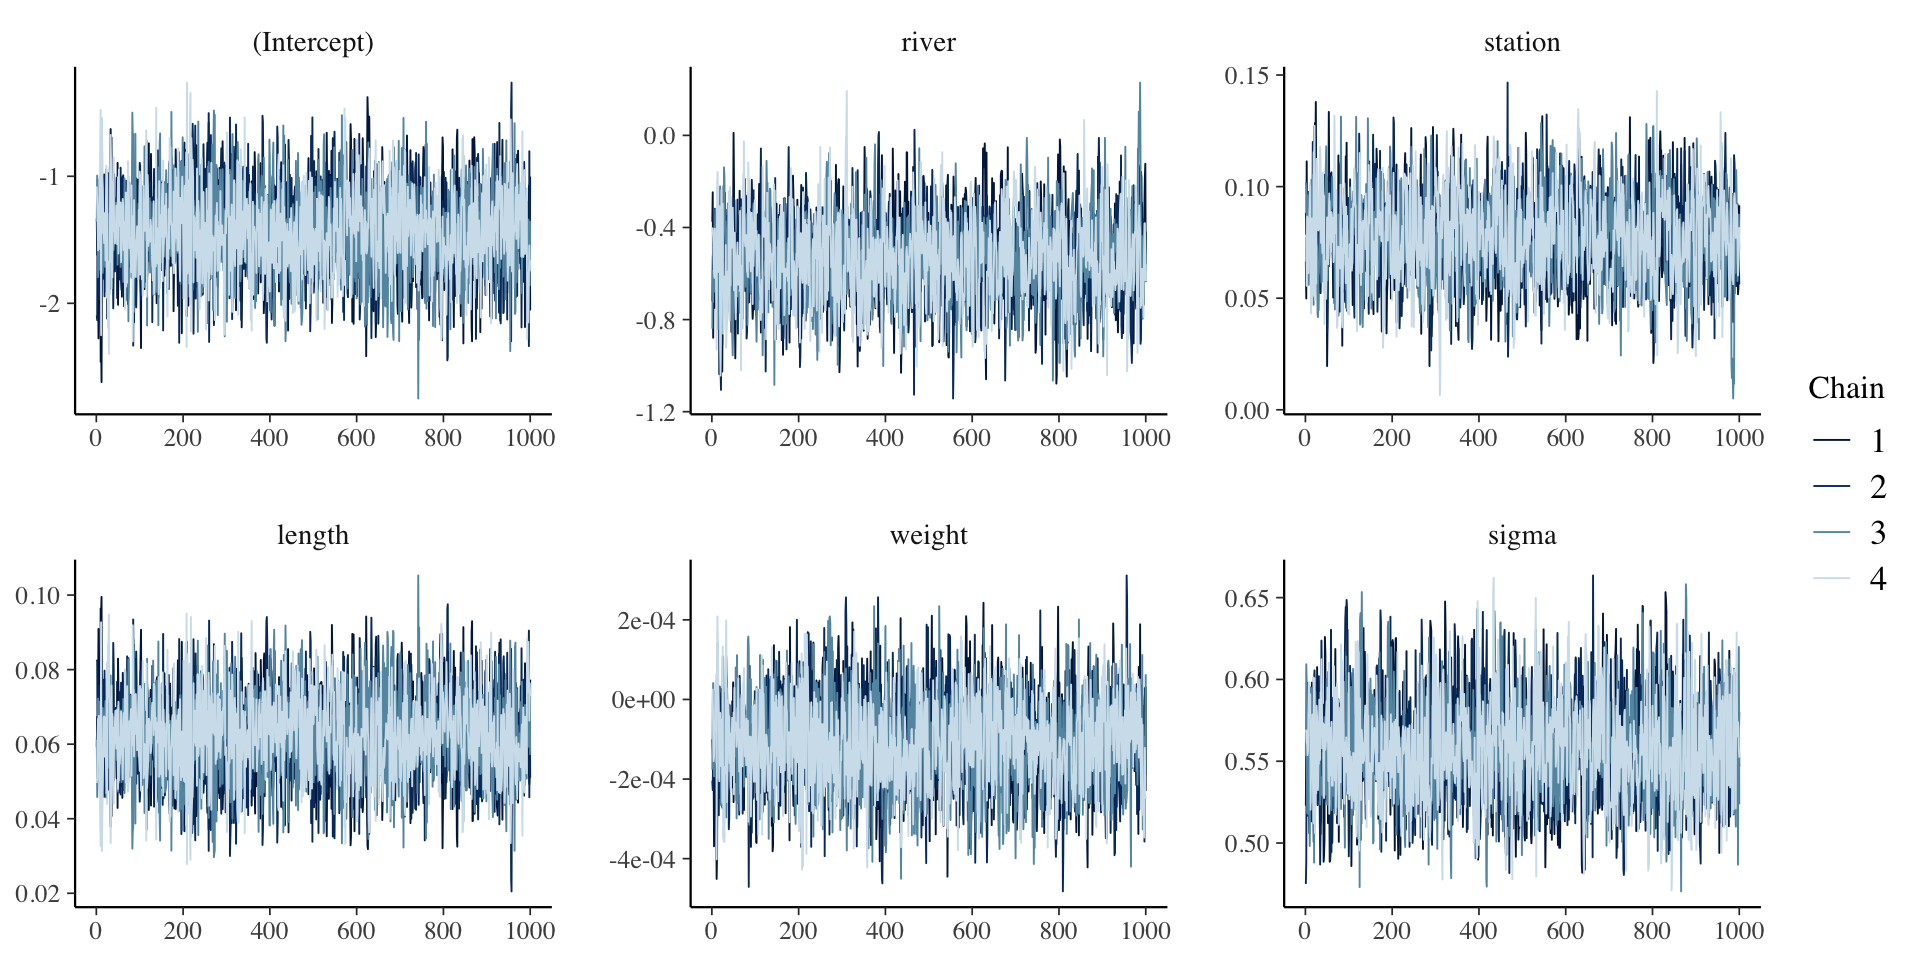 (Intercept) river station
-1
-2
0 200 400 600 800 1000
0.0
-0.4
-0.8
-1.2
0 200 400 600 800 1000
0.15
0.10
0.05
0.00
0 200 400 600 800 1000
length weight sigma
0.10
0.08
0.06
0.04
0.02
0 200 400 600 800 1000
2e-04
0e+00
-2e-04
-4e-04
0 200 400 600 800 1000
0.65
0.60
0.55
0.50
0 200 400 600 800 1000
Chain
1
2
3
4